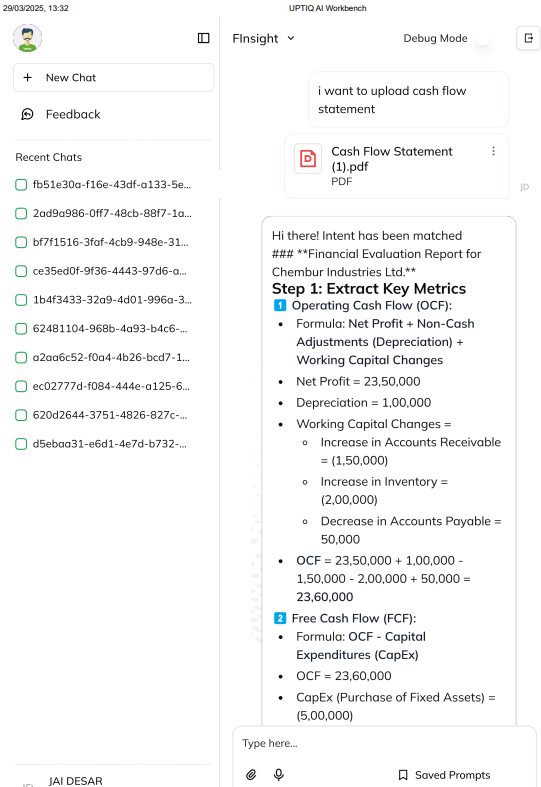 29/03/2025, 13:32
UPTIQ AI Workbench
FInsight
Debug Mode
New Chat
Feedback
Recent Chats
fb51e30a-f16e-43df-a133-5e...
2ad9a986-0ff7-48cb-88f7-1a...
bf7f1516-3faf-4cb9-948e-31...
ce35ed0f-9f36-4443-97d6-a...
1b4f3433-32a9-4d01-996a-3...
62481104-968b-4a93-b4c6-...
a2aa6c52-f0a4-4b26-bcd7-1...
ec02777d-f084-444e-a125-6...
620d2644-3751-4826-827c-...
d5ebaa31-e6d1-4e7d-b732-...
JD
JAI DESAR
i want to upload cash flow
statement
Cash Flow Statement
(1).pdf
PDF
JD
Hi there! Intent has been matched
### **Financial Evaluation Report for
Chembur Industries Ltd.**
Step 1: Extract Key Metrics
1 Operating Cash Flow (OCF):
• Formula: Net Profit + Non-Cash
Adjustments (Depreciation) +
Working Capital Changes
• Net Profit = 23,50,000
• Depreciation = 1,00,000
• Working Capital Changes =
Increase in Accounts Receivable
= (1,50,000)
Increase in Inventory =
(2,00,000)
Decrease in Accounts Payable =
50,000
• OCF = 23,50,000 + 1,00,000 -
1,50,000 - 2,00,000 + 50,000 =
23,60,000
2 Free Cash Flow (FCF):
• Formula: OCF - Capital
Expenditures (CapEx)
• OCF = 23,60,000
• CapEx (Purchase of Fixed Assets) =
(5,00,000)
Type here...
Saved Prompts